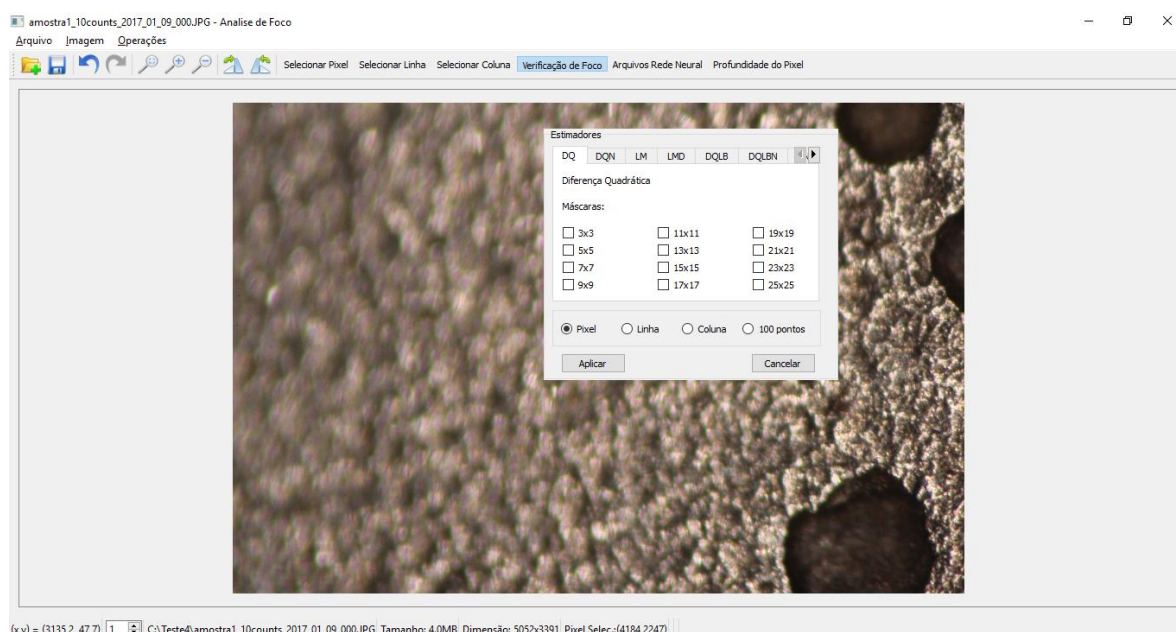 amostra1_10counts_2017_01_09_000.JPG - Analise de Foco
Arquivo Imagem Operações
Selecionar Pixel Selecionar Linha Selecionar Coluna Verificação de Foco Arquivos Rede Neural Profundidade do Pixel
Estimadores
DQ DQN LM LMD DQLB DQLBN
Diferença Quadrática
Máscaras:
3x3 11x11 19x19
5x5 13x13 21x21
7x7 15x15 23x23
9x9 17x17 25x25
Pixel Linha Coluna 100 pontos
Aplicar Cancelar
(x,y) = (3135.2, 47.7) 1 C:\Teste4\amostra1_10counts_2017_01_09_000.JPG Tamanho: 4.0MB Dimensão: 5052x3391 Pixel Selec.:(4184,2247)